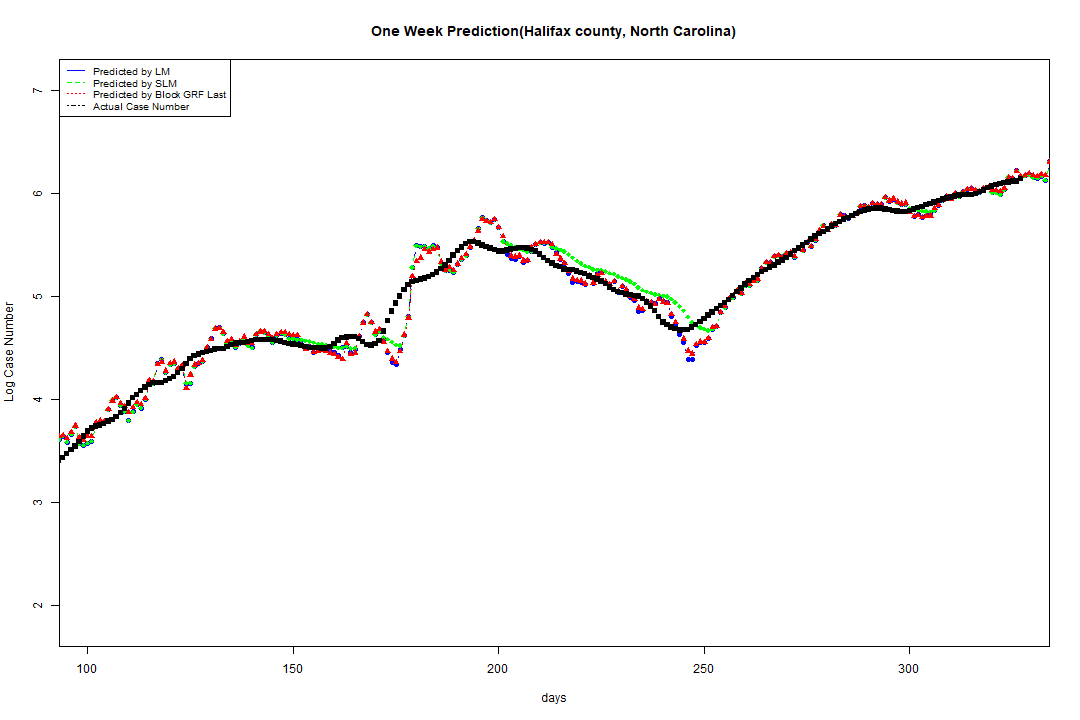 One Week Prediction(Halifax county, North Carolina)
Predicted by LM
Predicted by SLM
Predicted by Block GRF Last
Actual Case Number
7
6
5
4
3
2
Log Case Number
100 150 200 250 300
days